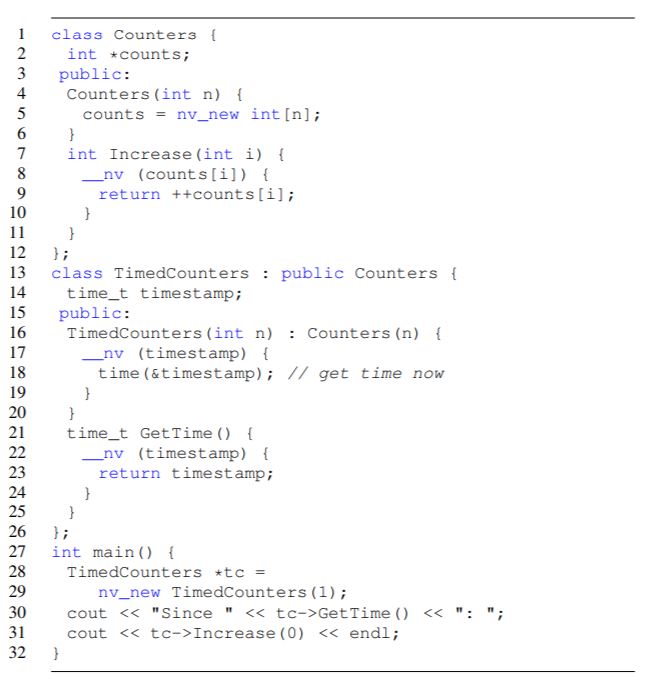 1 class Counters {
2 int *counts;
3 public:
4 Counters(int n) {
5 counts = nv_new int[n];
6 }
7 int Increase(int i) {
8 __nv (counts[i]) {
9 return ++counts[i];
10 }
11 }
12 };
13 class TimedCounters : public Counters {
14 time_t timestamp;
15 public:
16 TimedCounters(int n) : Counters(n) {
17 __nv (timestamp) {
18 time(&timestamp); // get time now
19 }
20 }
21 time_t GetTime() {
22 __nv (timestamp) {
23 return timestamp;
24 }
25 }
26 };
27 int main() {
28 TimedCounters *tc =
29 nv_new TimedCounters(1);
30 cout << "Since " << tc->GetTime() << ": ";
31 cout << tc->Increase(0) << endl;
32 }